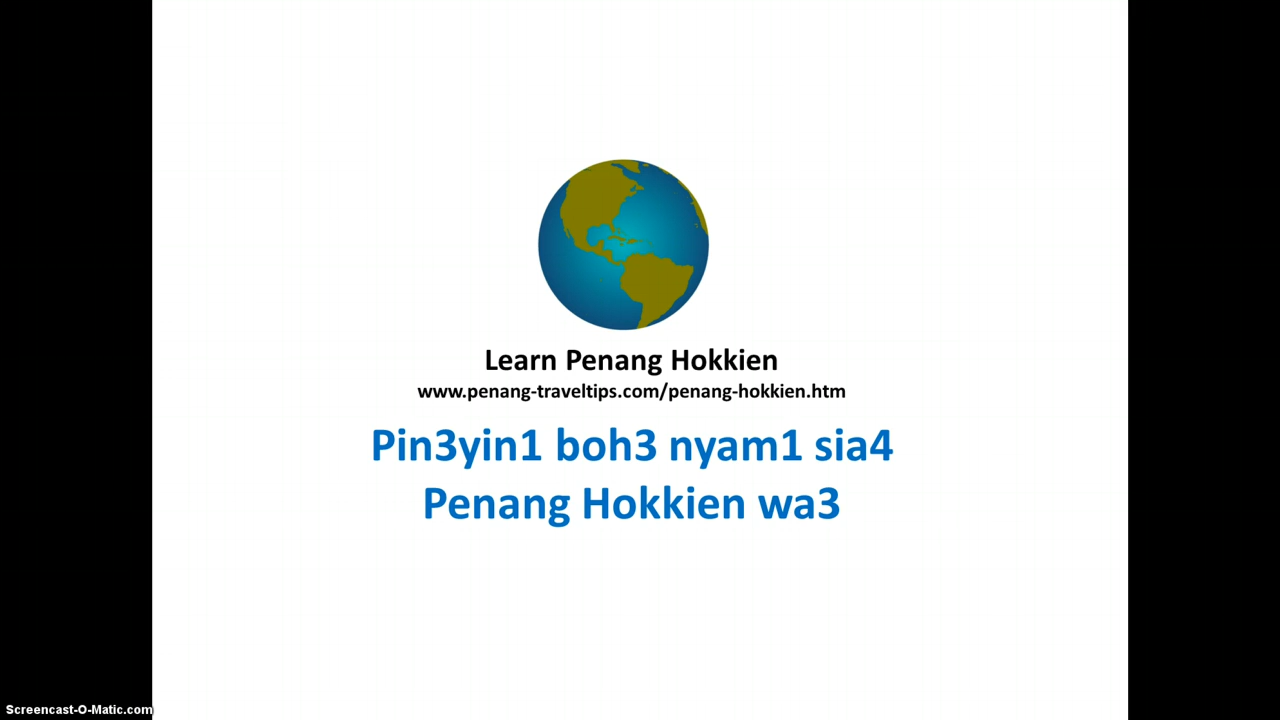 Learn Penang Hokkien
www.penang-traveltips.com/penang-hokkien.htm
Pin3yin1 boh3 nyam1 sia4
Penang Hokkien wa3
Screencast-O-Matic.com